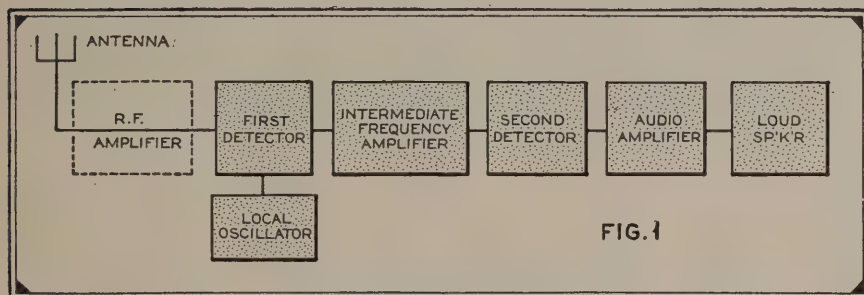 ANTENNA:
R.F.
AMPLIFIER
FIRST
DETECTOR
INTERMEDIATE
FREQUENCY
AMPLIFIER
SECOND
DETECTOR
AUDIO
AMPLIFIER
LOUD
SP.'K'R
LOCAL
OSCILLATOR
FIG.1